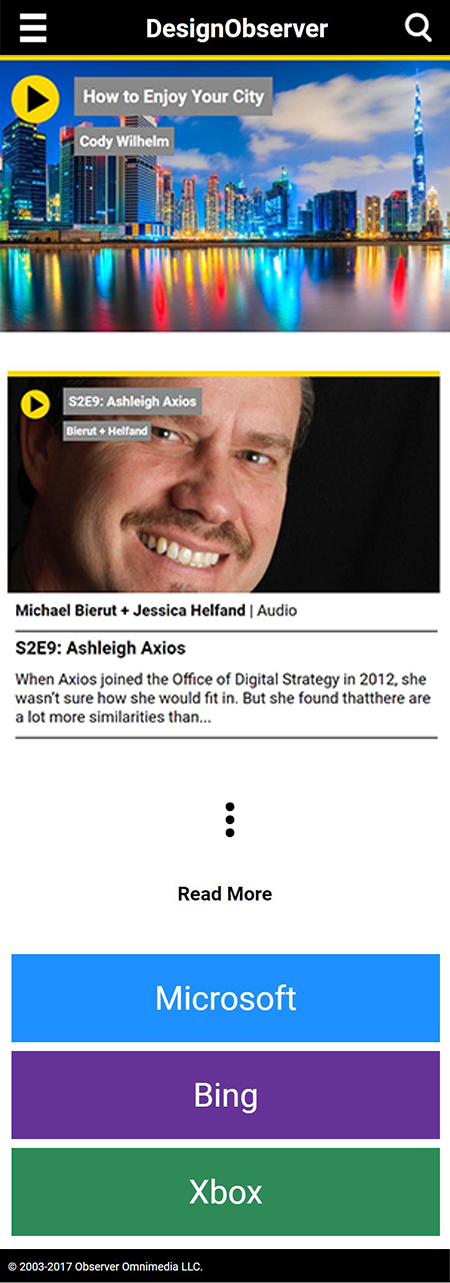 DesignObserver
How to Enjoy Your City
Cody Wilhelm
S2E9: Ashleigh Axios
Bierut + Helfand
Michael Bierut + Jessica Helfand | Audio
S2E9: Ashleigh Axios
When Axios joined the Office of Digital Strategy in 2012, she
wasn't sure how she would fit in. But she found thatthere are
a lot more similarities than...
Read More
Microsoft
Bing
Xbox
© 2003-2017 Observer Omnimedia LLC.